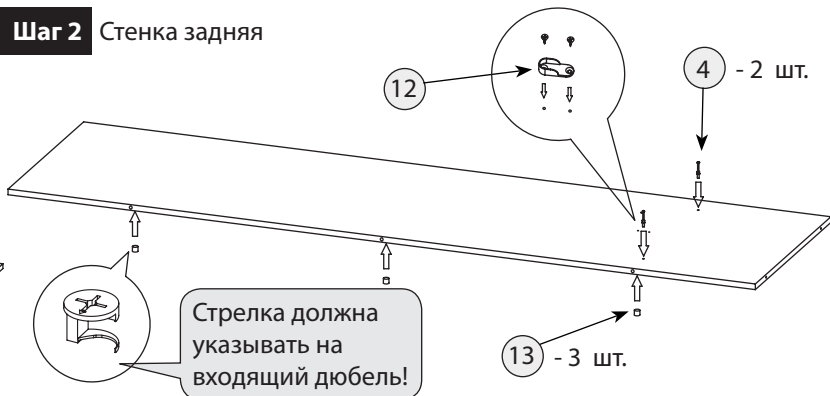 Шаг 2 Стенка задняя
12
4 - 2 шт.
Стрелка должна
указывать на
входящий дюбель!
13 - 3 шт.